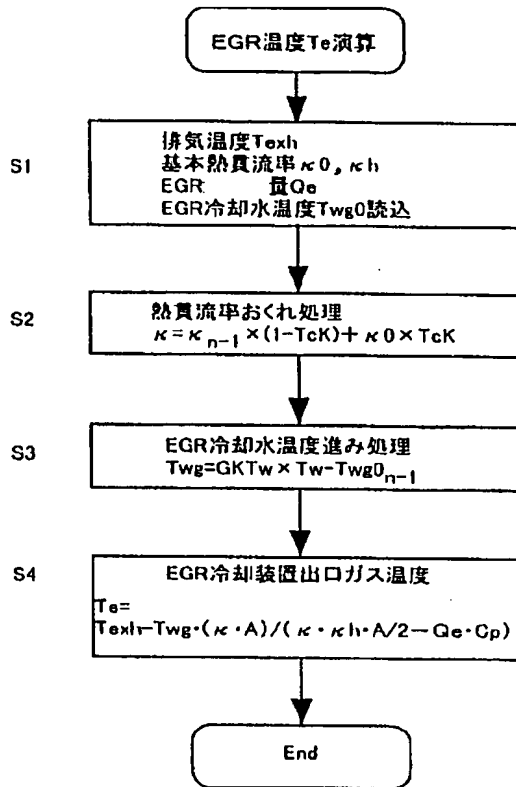 EGR温度Te演算
S1
排気温度Texh
基本熱貫流率κ0, κh
EGR 量Qe
EGR冷却水温度Twg0読込
S2
熱貫流率おくれ処理
κ=κn-1×(1-TcK)+κ0×TcK
S3
EGR冷却水温度進み処理
Twg=GKTw×Tw-Twg0n-1
S4
EGR冷却装置出口ガス温度
Te=
Texh-Twg・(κ・A)/(κ・κh・A/2-Qe・Cp)
End